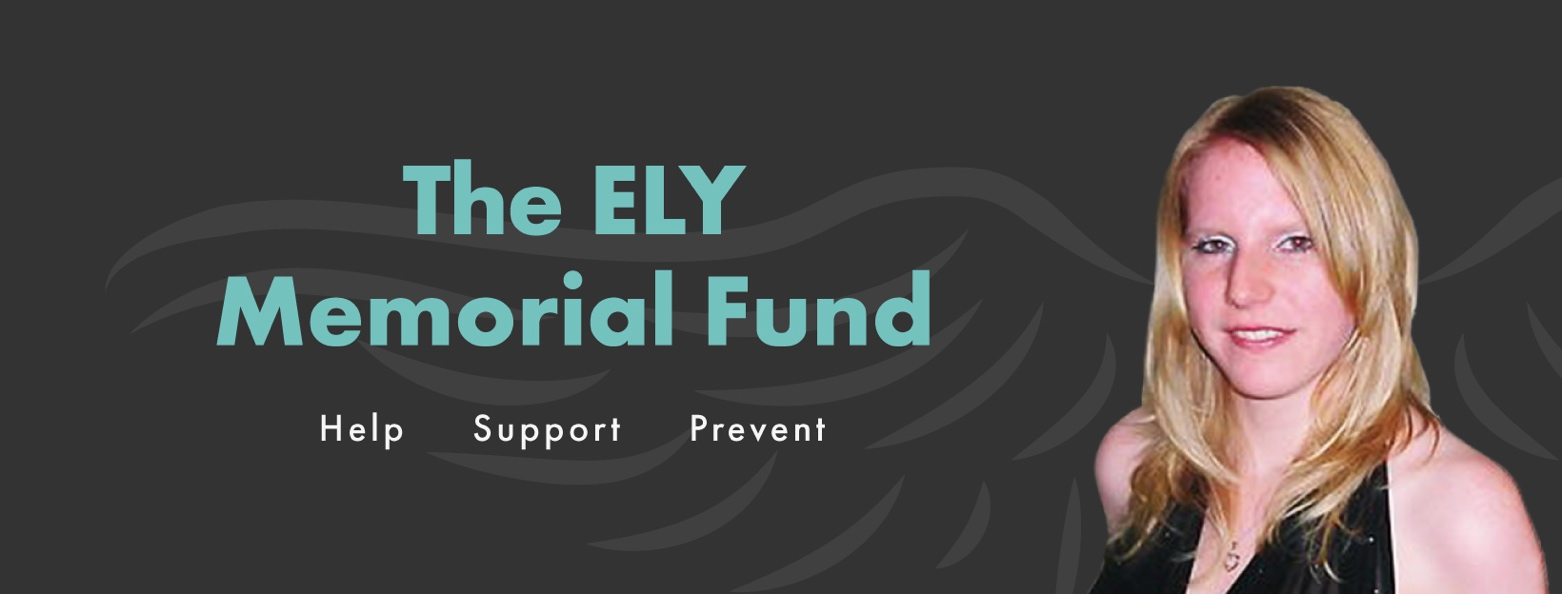 The ELY
Memorial Fund
Help Support Prevent